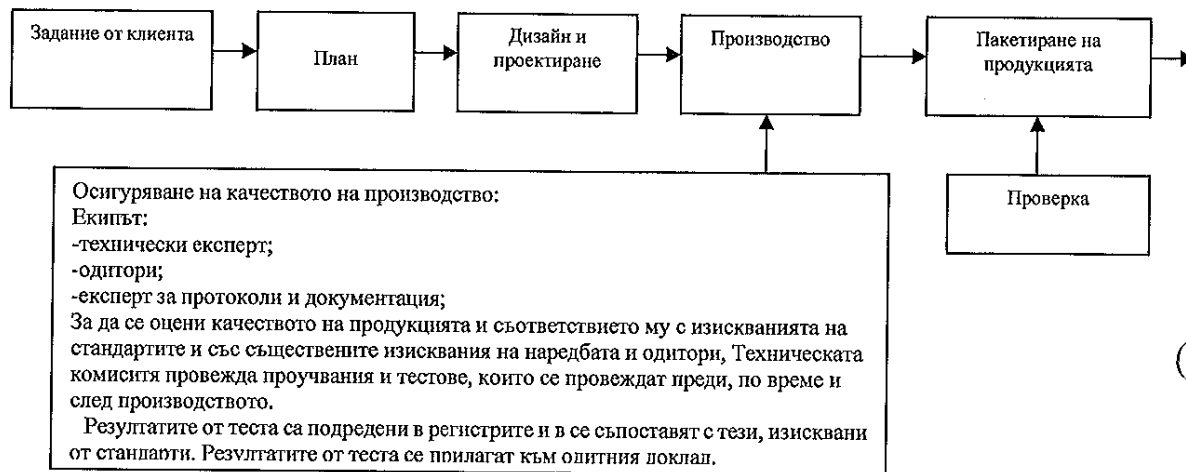 Задание от клиента
План
Дизайн и
проектиране
Производство
Пакетиране на
продукцията
Осигуряване на качеството на производство:
Екипът:
-технически експерт;
-одитори;
-експерт за протоколи и документация;
За да се оцени качеството на продукцията и съответствието му с изискванията на
стандартите и със съществените изисквания на наредбата и одитори, Техническата
комиситя провежда проучвания и тестове, които се провеждат преди, по време и
след производството.
Резултатите от теста са подредени в регистрите и в се съпоставят с тези, изисквани
от стандарти. Резултатите от теста се прилагат към одитния доклад.
Проверка
(